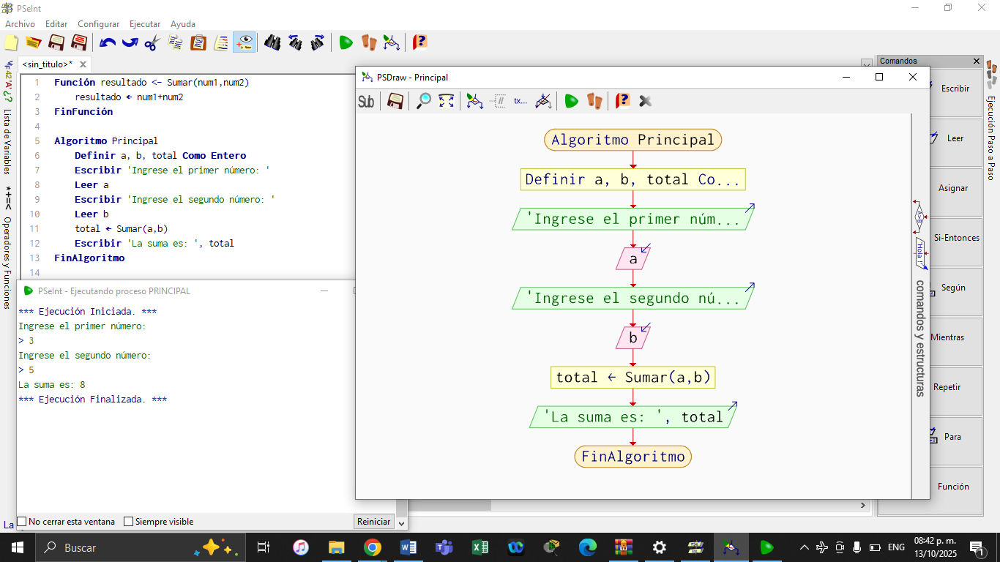 PSeInt
Archivo Editar Configurar Ejecutar Ayuda
<sin_titulo>*
1 Función resultado <- Sumar(num1,num2)
2 resultado ← num1+num2
3 FinFunción
4
5 Algoritmo Principal
6 Definir a, b, total Como Entero
7 Escribir 'Ingrese el primer número: '
8 Leer a
9 Escribir 'Ingrese el segundo número: '
10 Leer b
11 total ← Sumar(a,b)
12 Escribir 'La suma es: ', total
13 FinAlgoritmo
14
42 'A' ¿?
Lista de Variables
*+=<
Operadores y Funciones
PSeInt - Ejecutando proceso PRINCIPAL
*** Ejecución Iniciada. ***
Ingrese el primer número:
> 3
Ingrese el segundo número:
> 5
La suma es: 8
*** Ejecución Finalizada. ***
No cerrar esta ventana Siempre visible Reiniciar
La
PSDraw - Principal
Sub
tx...
Algoritmo Principal
Definir a, b, total Co...
'Ingrese el primer núm...
a
'Ingrese el segundo nú...
b
total ← Sumar(a,b)
'La suma es: ', total
FinAlgoritmo
A>B
'Hola !'
comandos y estructuras
Comandos
Escribir
Leer
Asignar
Si-Entonces
Según
Mientras
Repetir
Para
Función
Ejecución Paso a Paso
Buscar
ENG
08:42 p. m.
13/10/2025
1